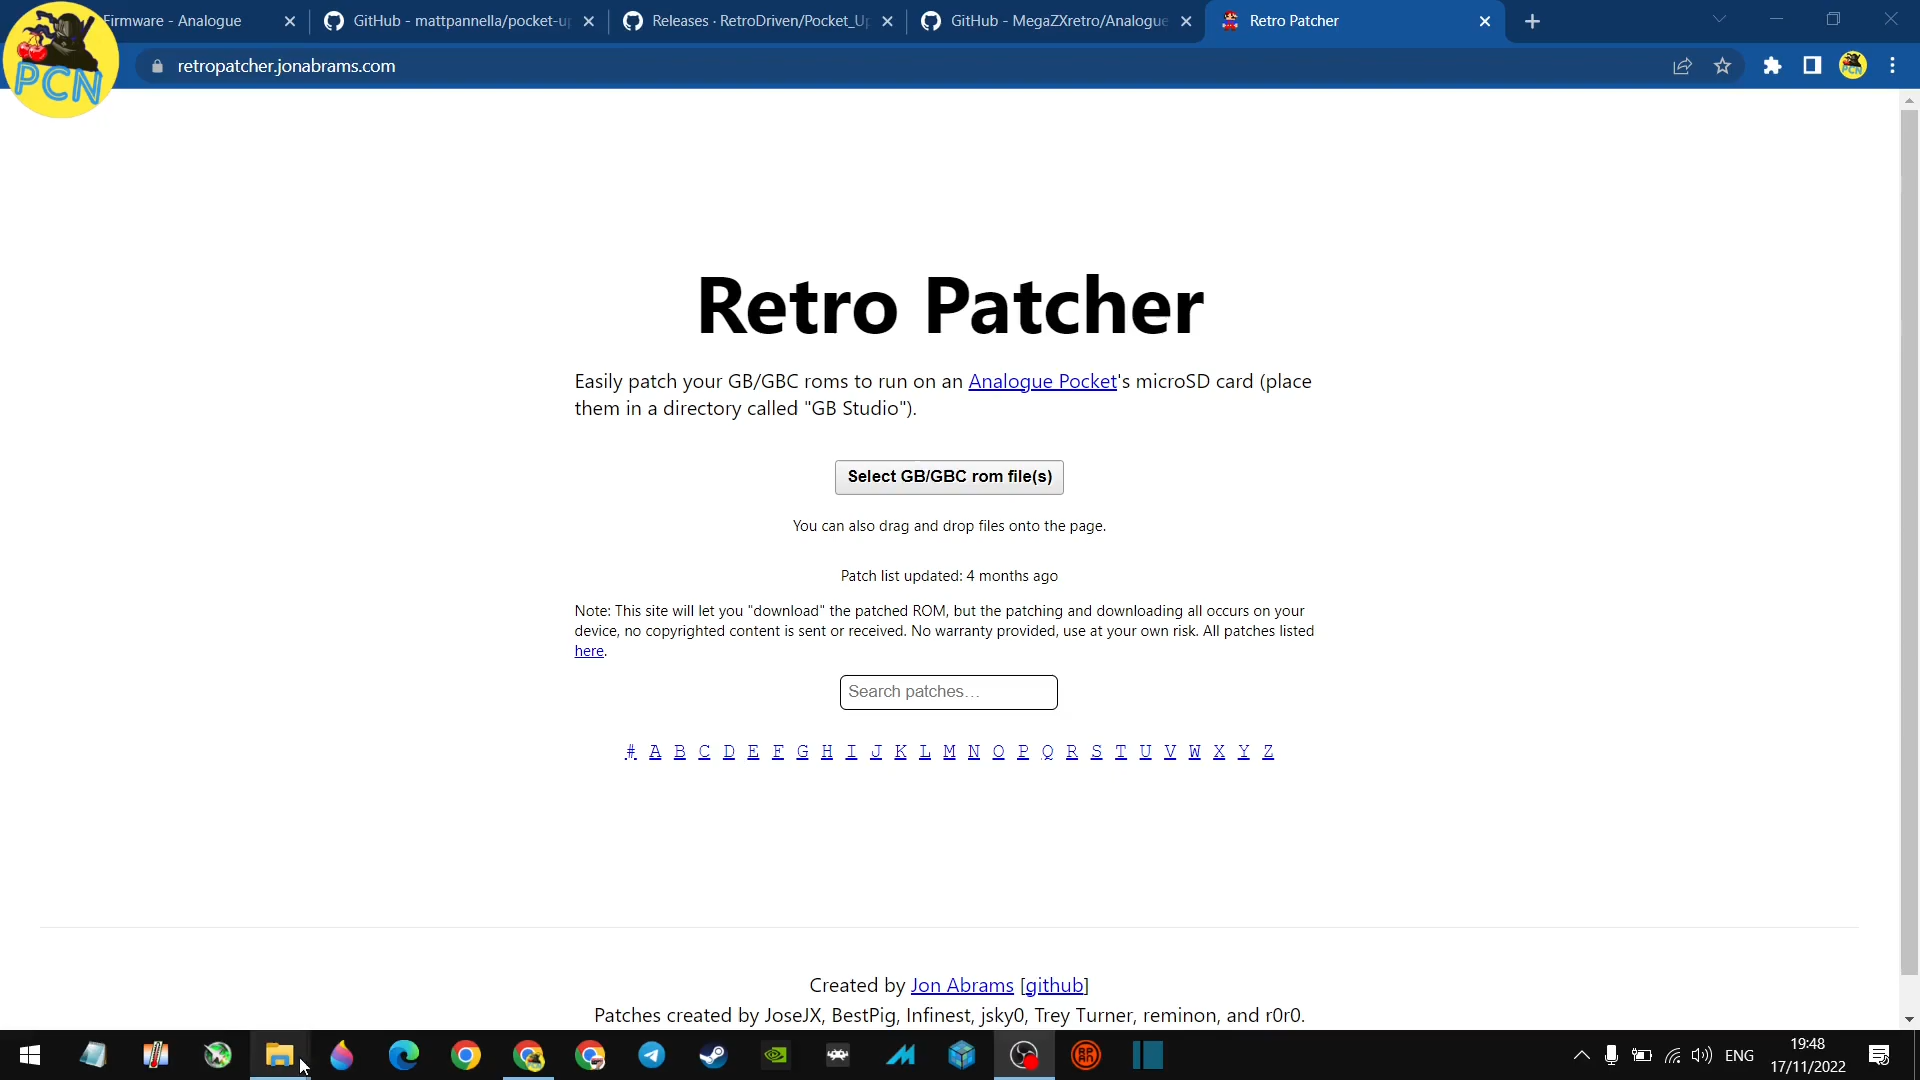 Firmware - Analogue
GitHub - mattpannella/pocket-up
Releases · RetroDriven/Pocket_Up
GitHub - MegaZXretro/Analogue
Retro Patcher
PCN
retropatcher.jonabrams.com
PCN
Retro Patcher
Easily patch your GB/GBC roms to run on an Analogue Pocket's microSD card (place
them in a directory called "GB Studio").
Select GB/GBC rom file(s)
You can also drag and drop files onto the page.
Patch list updated: 4 months ago
Note: This site will let you "download" the patched ROM, but the patching and downloading all occurs on your
device, no copyrighted content is sent or received. No warranty provided, use at your own risk. All patches listed
here.
Search patches…
# A B C D E F G H I J K L M N O P Q R S T U V W X Y Z
Created by Jon Abrams [github]
Patches created by JoseJX, BestPig, Infinest, jsky0, Trey Turner, reminon, and r0r0.
ENG
19:48
17/11/2022